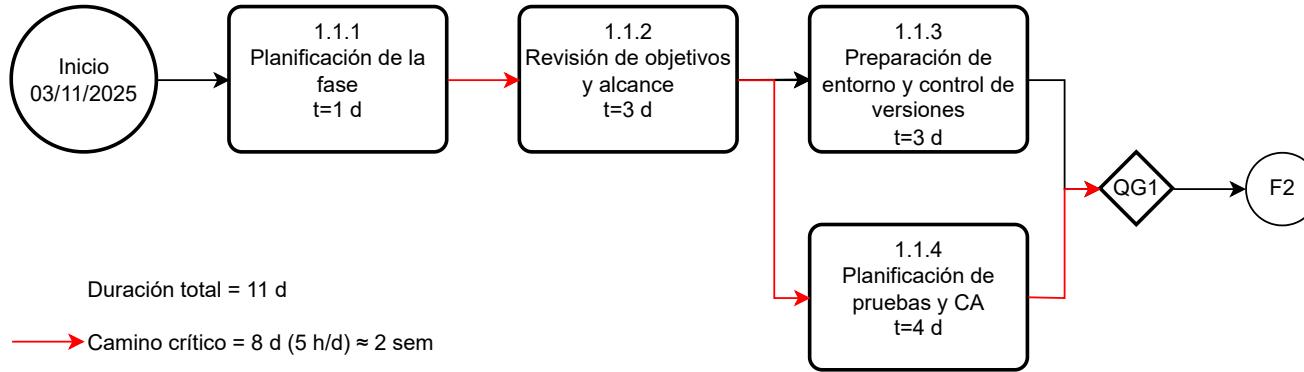 Inicio
03/11/2025
1.1.1
Planificación de la
fase
t=1 d
1.1.2
Revisión de objetivos
y alcance
t=3 d
1.1.3
Preparación de
entorno y control de
versiones
t=3 d
QG1
F2
1.1.4
Planificación de
pruebas y CA
t=4 d
Duración total = 11 d
Camino crítico = 8 d (5 h/d) ≈ 2 sem